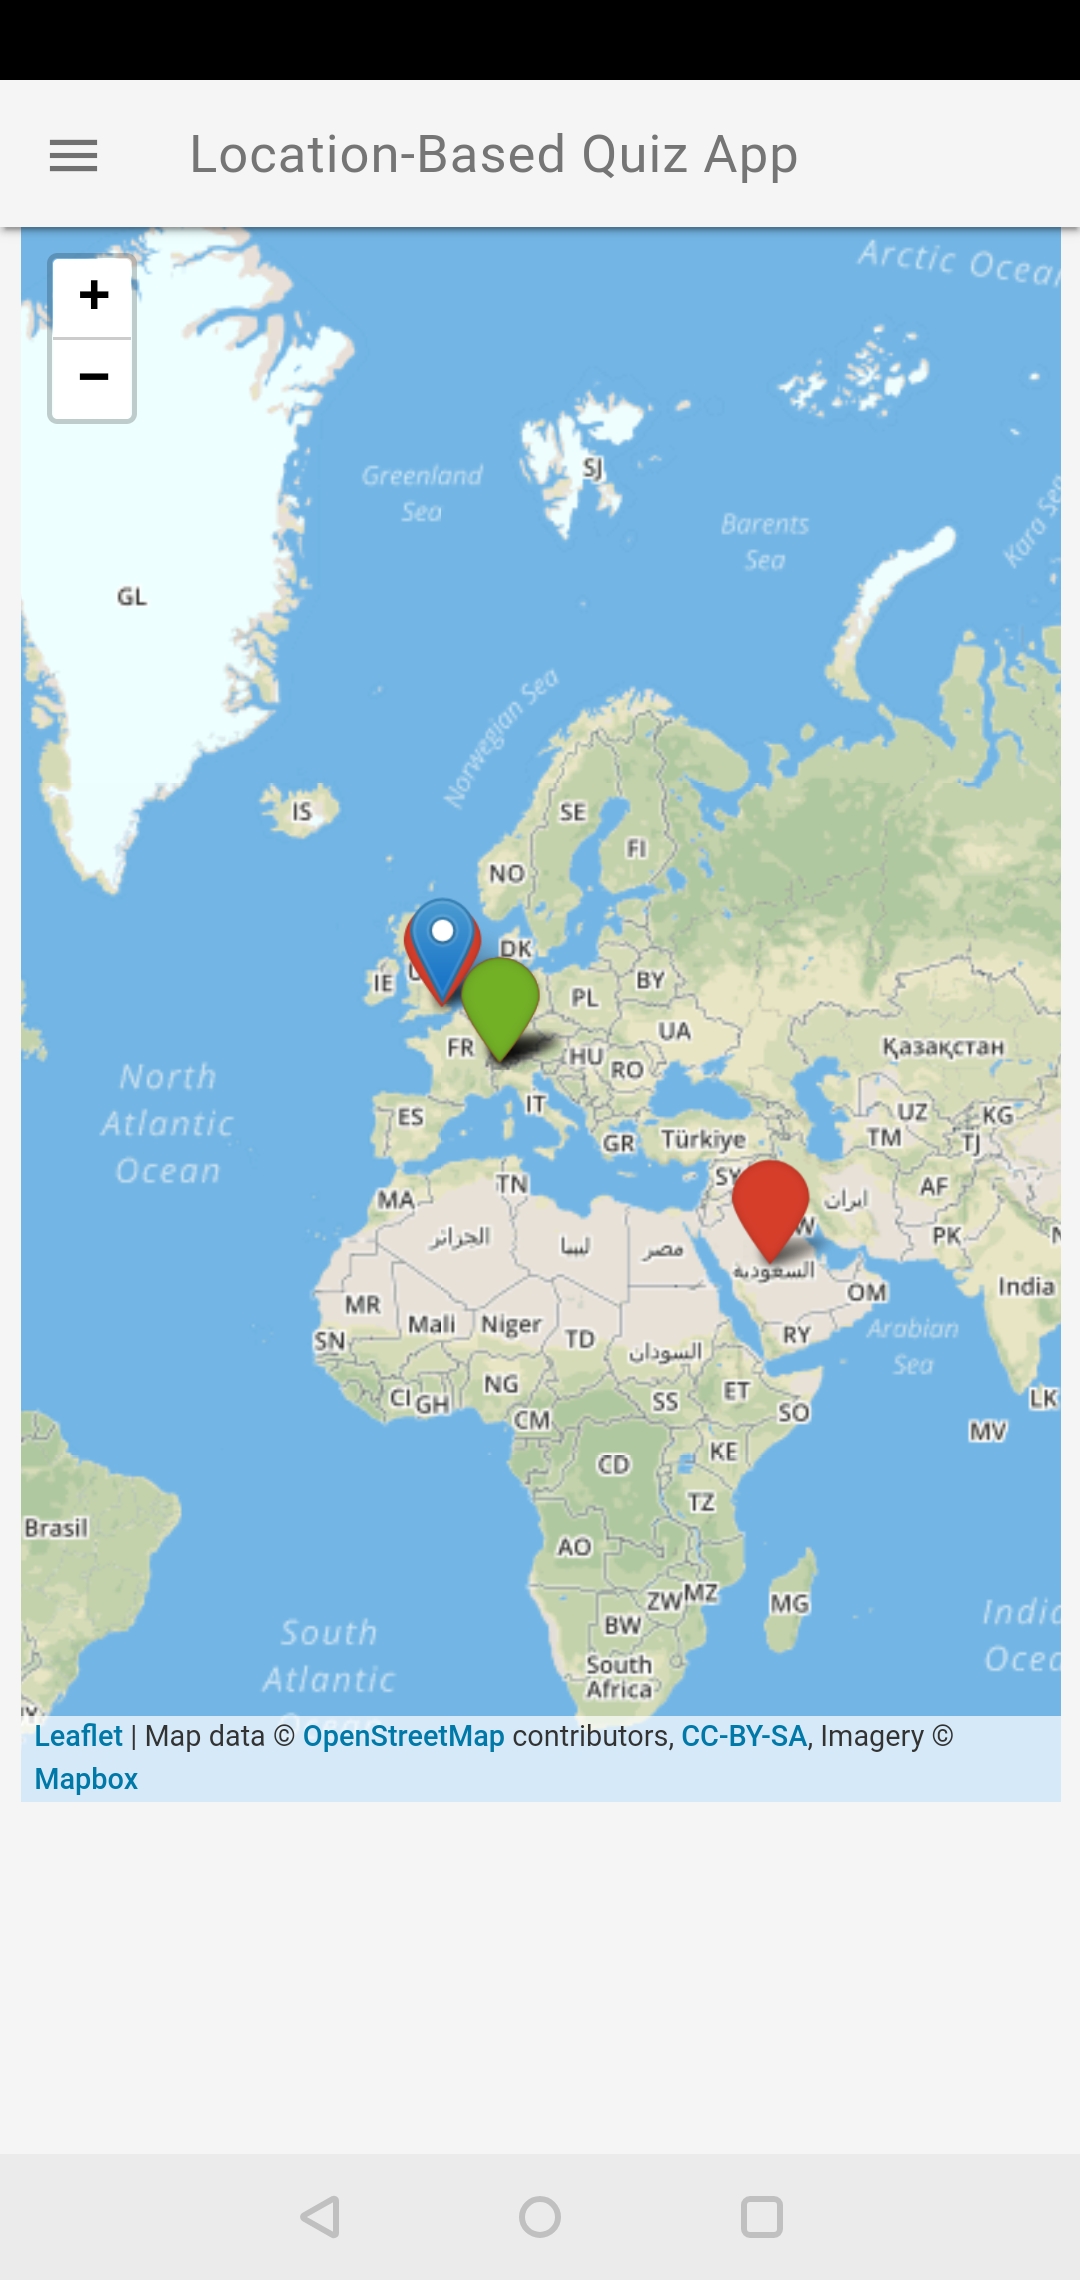 Location-Based Quiz App
+
−
Arctic Ocea
Greenland
Sea
SJ
Barents
Sea
Kara Sea
GL
Norwegian Sea
IS
SE
FI
NO
DK
IE
U
BY
PL
UA
FR
HU
RO
Қазақстан
North
Atlantic
Ocean
ES
IT
GR
Türkiye
UZ
KG
TM
TJ
SY
TN
MA
ایران
AF
PK
W
الجزائر
ليبيا
مصر
السعودية
India
OM
MR
Mali
Niger
TD
SN
RY
Arabian
Sea
السودان
NG
CI
GH
SS
ET
SO
LK
CM
MV
KE
CD
TZ
Brasil
AO
ZW
MZ
MG
BW
South
Africa
South
Atlantic
Ocean
India
Ocea
Leaflet | Map data © OpenStreetMap contributors, CC-BY-SA, Imagery ©
Mapbox